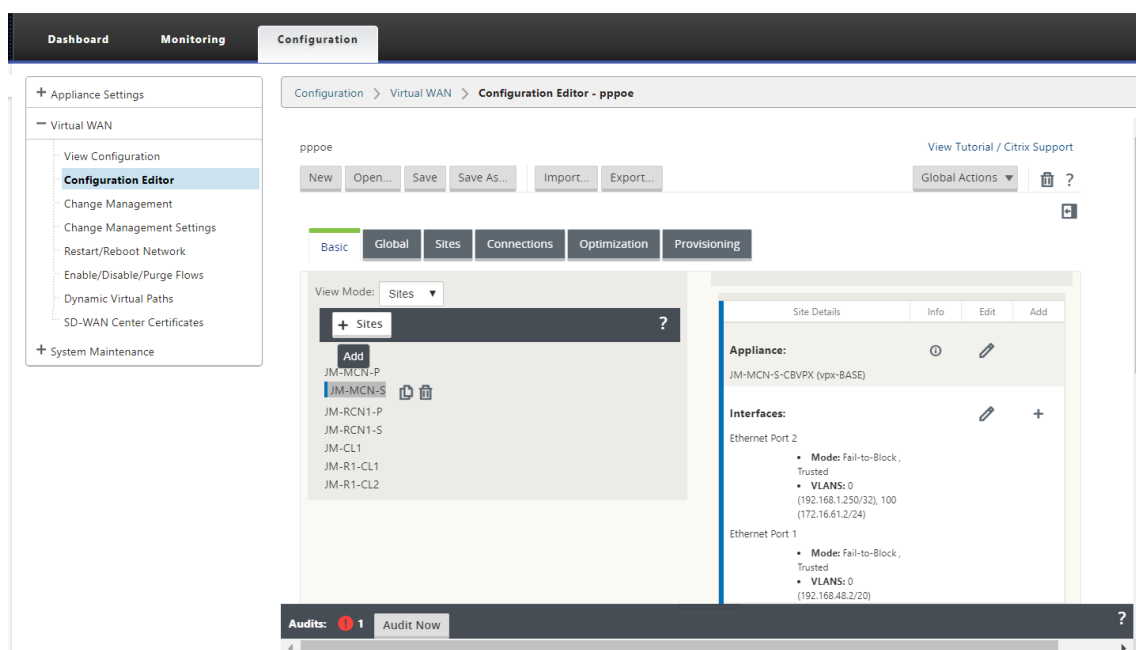 Dashboard Monitoring Configuration
+ Appliance Settings
− Virtual WAN
View Configuration
Configuration Editor
Change Management
Change Management Settings
Restart/Reboot Network
Enable/Disable/Purge Flows
Dynamic Virtual Paths
SD-WAN Center Certificates
+ System Maintenance
Configuration > Virtual WAN > Configuration Editor - pppoe
pppoe View Tutorial / Citrix Support
New Open... Save Save As... Import... Export... Global Actions ▼ ?
Basic Global Sites Connections Optimization Provisioning
View Mode: Sites ▼
+ Sites ?
Add
JM-MCN-P
JM-MCN-S
JM-RCN1-P
JM-RCN1-S
JM-CL1
JM-R1-CL1
JM-R1-CL2
Site Details Info Edit Add
Appliance:
JM-MCN-S-CBVPX (vpx-BASE)
Interfaces: +
Ethernet Port 2
• Mode: Fail-to-Block ,
Trusted
• VLANS: 0
(192.168.1.250/32), 100
(172.16.61.2/24)
Ethernet Port 1
• Mode: Fail-to-Block ,
Trusted
• VLANS: 0
(192.168.48.2/20)
Audits: ! 1 Audit Now ?